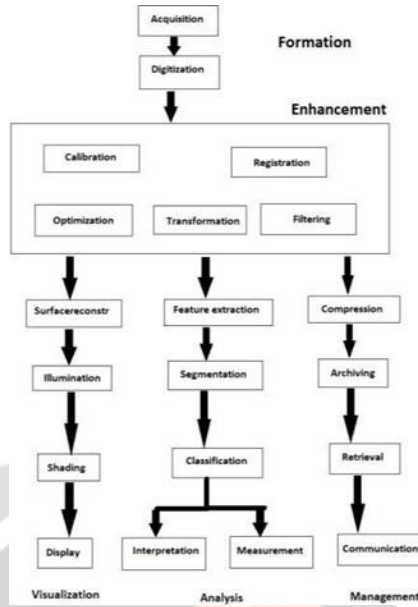 Acquisition
Formation
Digitization
Enhancement
Calibration
Registration
Optimization
Transformation
Filtering
Surfacereconstr
Feature extraction
Compression
Illumination
Segmentation
Archiving
Shading
Classification
Retrieval
Display
Interpretation
Measurement
Communication
Visualization
Analysis
Management